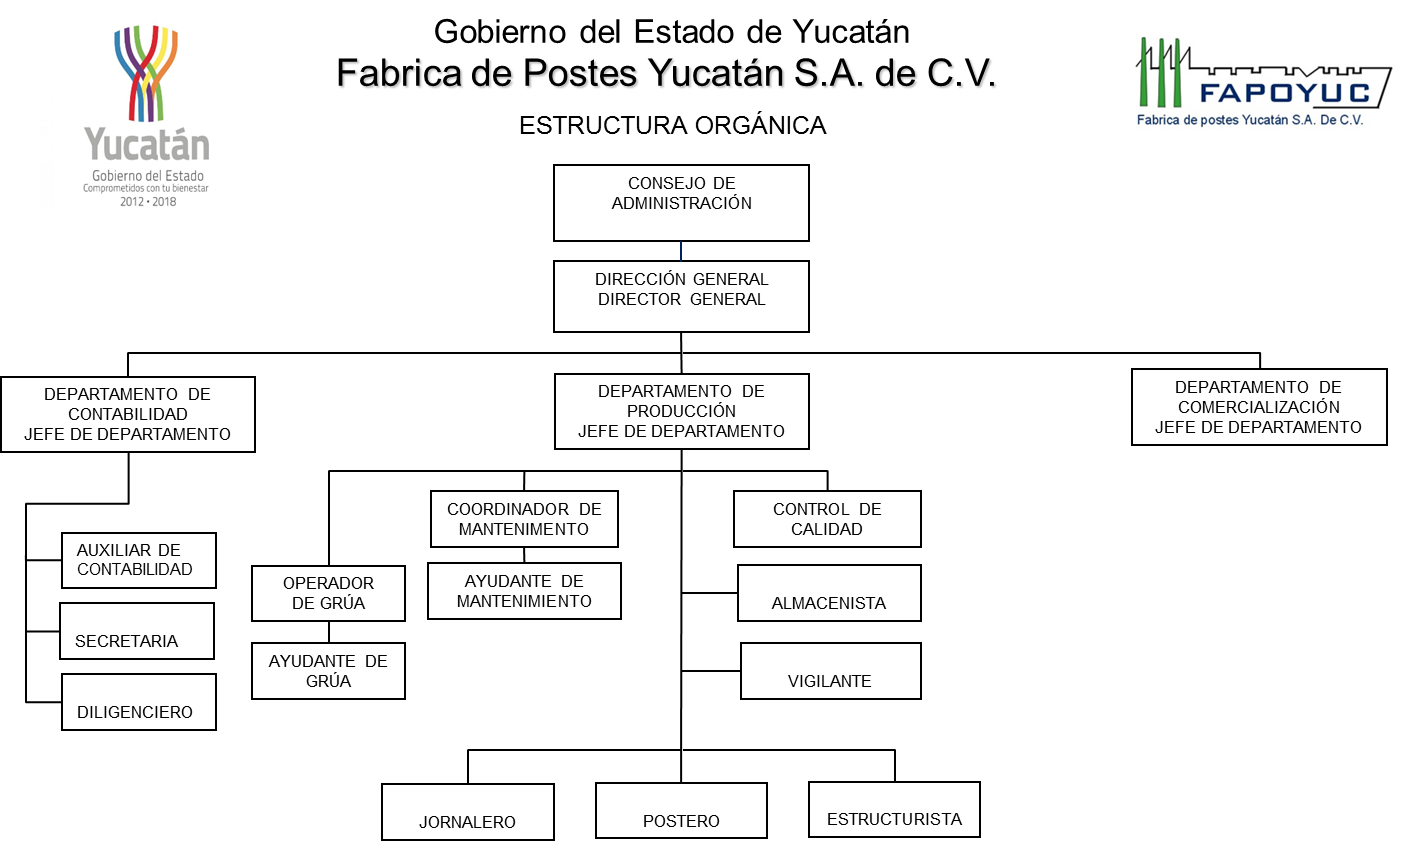 Gobierno del Estado de Yucatán
Fabrica de Postes Yucatán S.A. de C.V.
ESTRUCTURA ORGÁNICA
Yucatán
Gobierno del Estado
Comprometidos con tu bienestar
2012 • 2018
FAPOYUC
Fabrica de postes Yucatán S.A. De C.V.
CONSEJO DE
ADMINISTRACIÓN
DIRECCIÓN GENERAL
DIRECTOR GENERAL
DEPARTAMENTO DE
CONTABILIDAD
JEFE DE DEPARTAMENTO
DEPARTAMENTO DE
PRODUCCIÓN
JEFE DE DEPARTAMENTO
DEPARTAMENTO DE
COMERCIALIZACIÓN
JEFE DE DEPARTAMENTO
AUXILIAR DE
CONTABILIDAD
SECRETARIA
DILIGENCIERO
OPERADOR
DE GRÚA
AYUDANTE DE
GRÚA
COORDINADOR DE
MANTENIMENTO
AYUDANTE DE
MANTENIMIENTO
CONTROL DE
CALIDAD
ALMACENISTA
VIGILANTE
JORNALERO
POSTERO
ESTRUCTURISTA